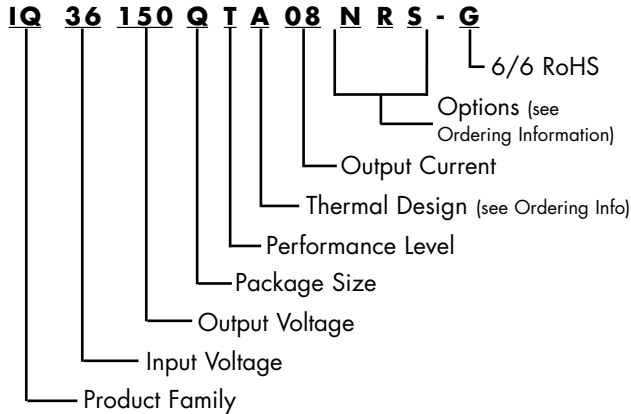 IQ 36 150 Q T A 08 N R S - G
6/6 RoHS
Options (see
Ordering Information)
Output Current
Thermal Design (see Ordering Info)
Performance Level
Package Size
Output Voltage
Input Voltage
Product Family